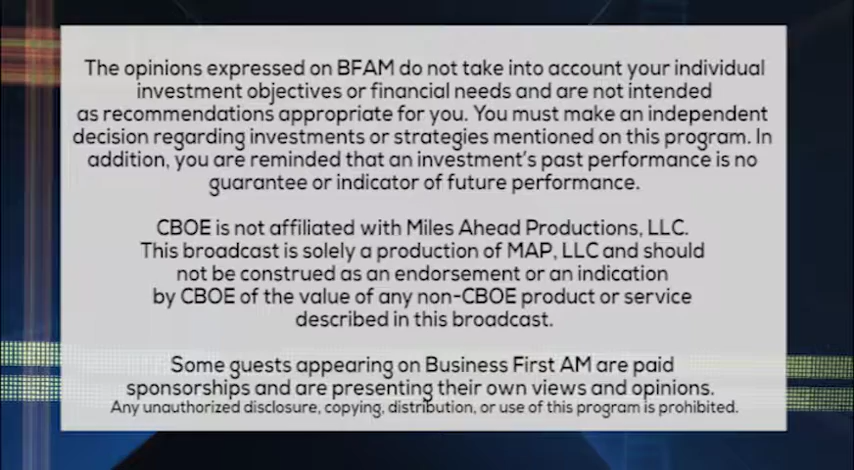 The opinions expressed on BFAM do not take into account your individual
investment objectives or financial needs and are not intended
as recommendations appropriate for you. You must make an independent
decision regarding investments or strategies mentioned on this program. In
addition, you are reminded that an investment's past performance is no
guarantee or indicator of future performance.
CBOE is not affiliated with Miles Ahead Productions, LLC.
This broadcast is solely a production of MAP, LLC and should
not be construed as an endorsement or an indication
by CBOE of the value of any non-CBOE product or service
described in this broadcast.
Some guests appearing on Business First AM are paid
sponsorships and are presenting their own views and opinions.
Any unauthorized disclosure, copying, distribution, or use of this program is prohibited.